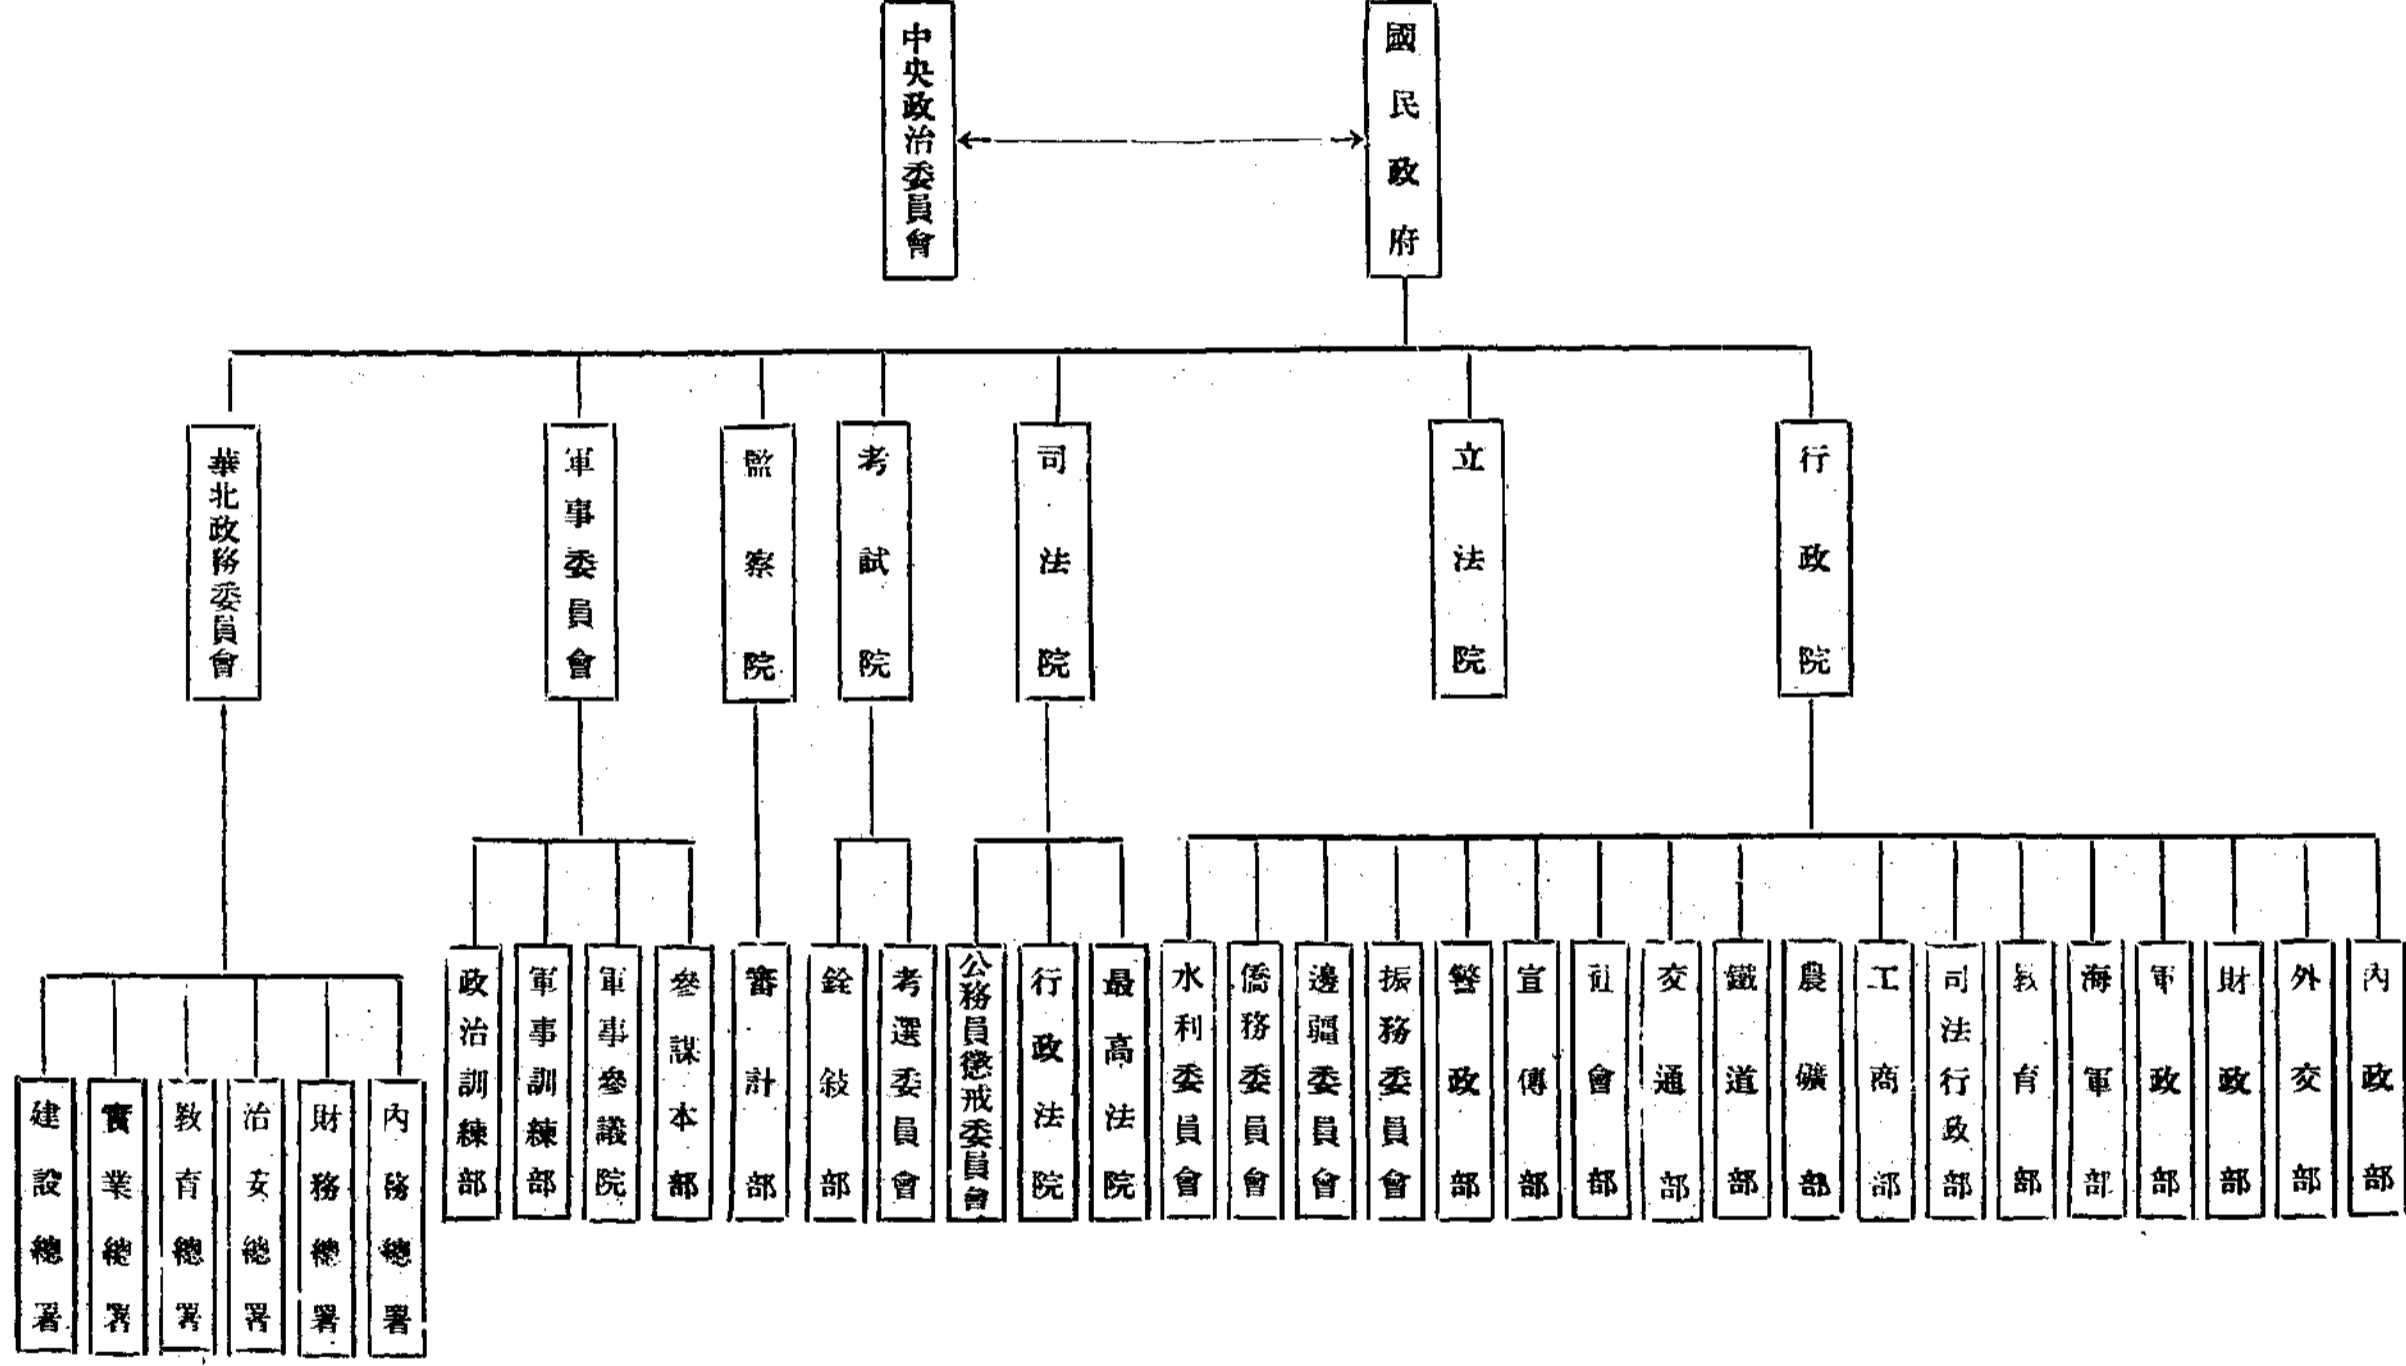 國民政府
中央政治委員會
行政院
立法院
司法院
考試院
監察院
軍事委員會
華北政務委員會
內政部
外交部
財政部
軍政部
海軍部
敎育部
司法行政部
工商部
農礦部
鐵道部
交通部
社會部
宣傳部
警政部
振務委員會
邊疆委員會
僑務委員會
水利委員會
最高法院
行政法院
公務員懲戒委員會
考選委員會
銓敍部
審計部
參謀本部
軍事參議院
軍事訓練部
政治訓練部
內務總署
財務總署
治安總署
敎育總署
實業總署
建設總署